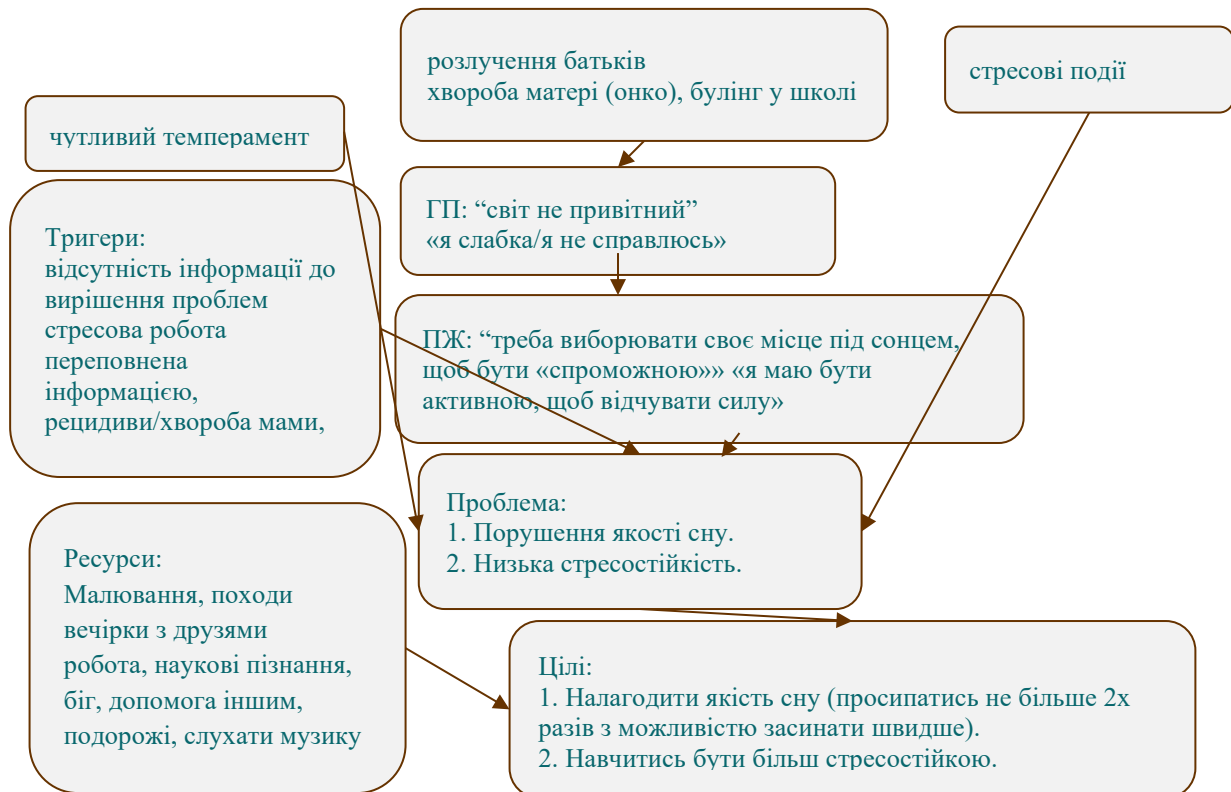 розлучення батьків
хвороба матері (онко), булінг у школі
стресові події
чутливий темперамент
ГП: “світ не привітний”
«я слабка/я не справлюсь»
Тригери:
відсутність інформації до
вирішення проблем
стресова робота
переповнена
інформацією,
рецидиви/хвороба мами,
ПЖ: “треба виборювати своє місце під сонцем,
щоб бути «спроможною»» «я маю бути
активною, щоб відчувати силу»
Проблема:
1. Порушення якості сну.
2. Низька стресостійкість.
Ресурси:
Малювання, походи
вечірки з друзями
робота, наукові пізнання,
біг, допомога іншим,
подорожі, слухати музику
Цілі:
1. Налагодити якість сну (просипатись не більше 2х
разів з можливістю засинати швидше).
2. Навчитись бути більш стресостійкою.